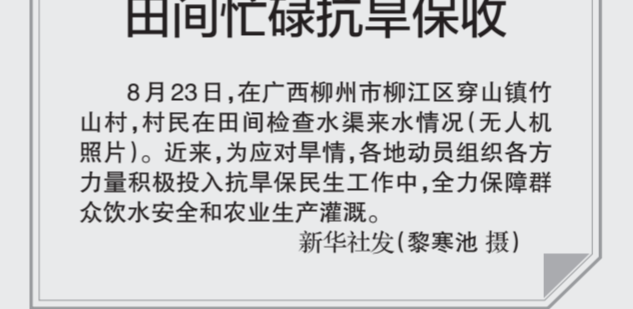 田间忙碌抗旱保收
8月23日,在广西柳州市柳江区穿山镇竹
山村,村民在田间检查水渠来水情况(无人机
照片)。近来,为应对旱情,各地动员组织各方
力量积极投入抗旱保民生工作中,全力保障群
众饮水安全和农业生产灌溉。
新华社发(黎寒池 摄)